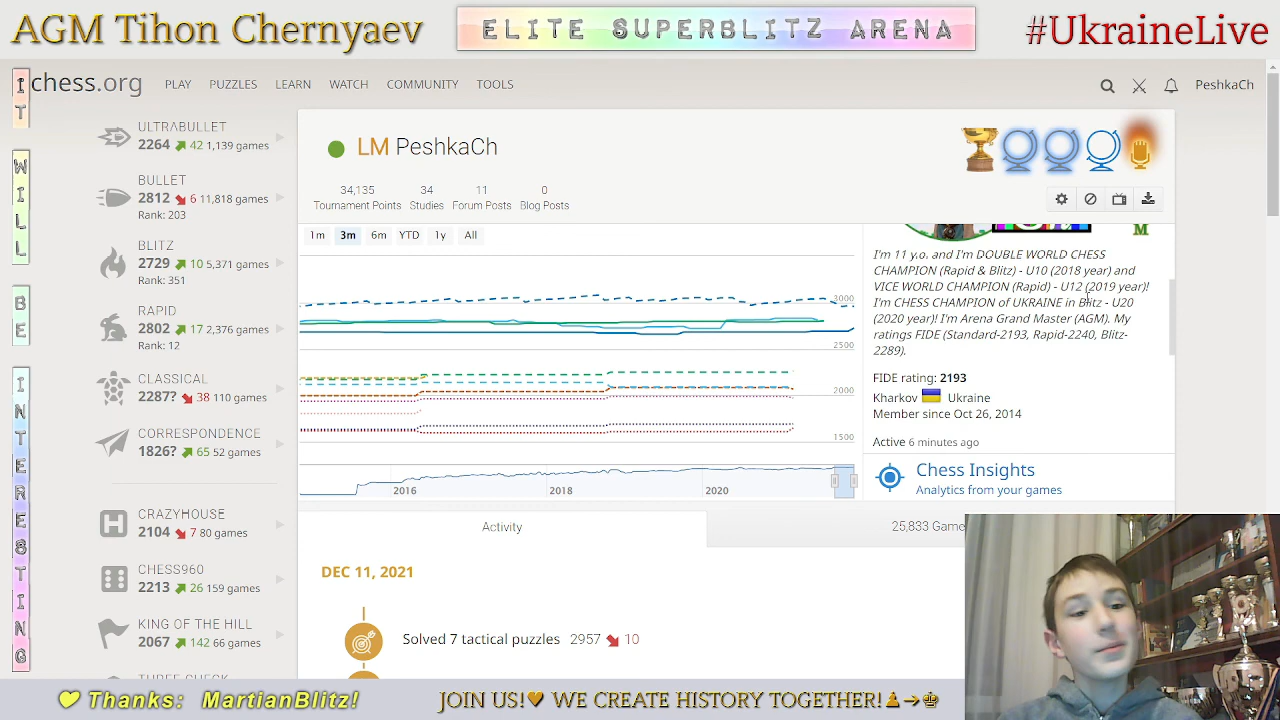 AGM Tihon Chernyaev
ELITE SUPERBLITZ ARENA
#UkraineLive
IT WILL BE INTERESTING
chess.org
PLAY PUZZLES LEARN WATCH COMMUNITY TOOLS
PeshkaCh
ULTRABULLET
2264 42 1,139 games
BULLET
2812 6 11,818 games
Rank: 203
BLITZ
2729 10 5,371 games
Rank: 351
RAPID
2802 17 2,376 games
Rank: 12
CLASSICAL
2287? 38 110 games
CORRESPONDENCE
1826? 65 52 games
CRAZYHOUSE
2104 7 80 games
CHESS960
2213 26 159 games
KING OF THE HILL
2067 142 66 games
THREE CHECK
LM PeshkaCh
34,135 34 11 0
Tournament Points Studies Forum Posts Blog Posts
1m 3m 6m YTD 1y All
3000
2500
2000
1500
2016 2018 2020
M
I'm 11 y.o. and I'm DOUBLE WORLD CHESS
CHAMPION (Rapid & Blitz) - U10 (2018 year) and
VICE WORLD CHAMPION (Rapid) - U12 (2019 year)!
I'm CHESS CHAMPION of UKRAINE in Blitz - U20
(2020 year)! I'm Arena Grand Master (AGM). My
ratings FIDE (Standard-2193, Rapid-2240, Blitz-
2289).
FIDE rating: 2193
Kharkov Ukraine
Member since Oct 26, 2014
Active 6 minutes ago
Chess Insights
Analytics from your games
Activity
25,833 Game
DEC 11, 2021
Solved 7 tactical puzzles 2957 10
Thanks: MartianBlitz!
JOIN US! WE CREATE HISTORY TOGETHER!